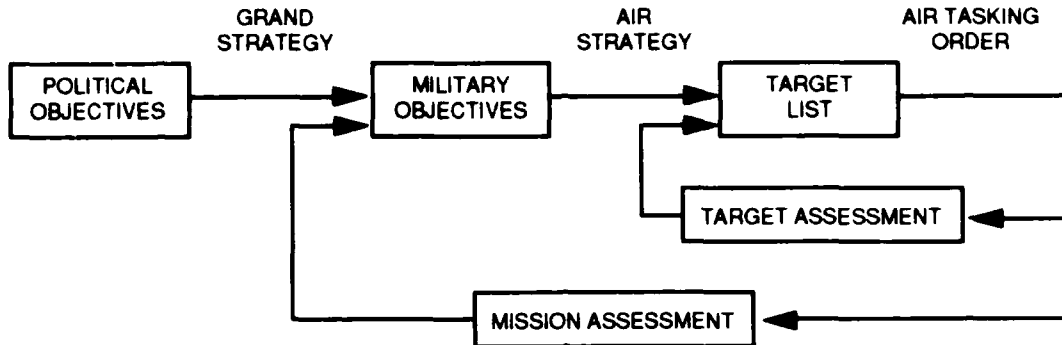 GRAND
STRATEGY
AIR
STRATEGY
AIR TASKING
ORDER
POLITICAL
OBJECTIVES
MILITARY
OBJECTIVES
TARGET
LIST
TARGET ASSESSMENT
MISSION ASSESSMENT